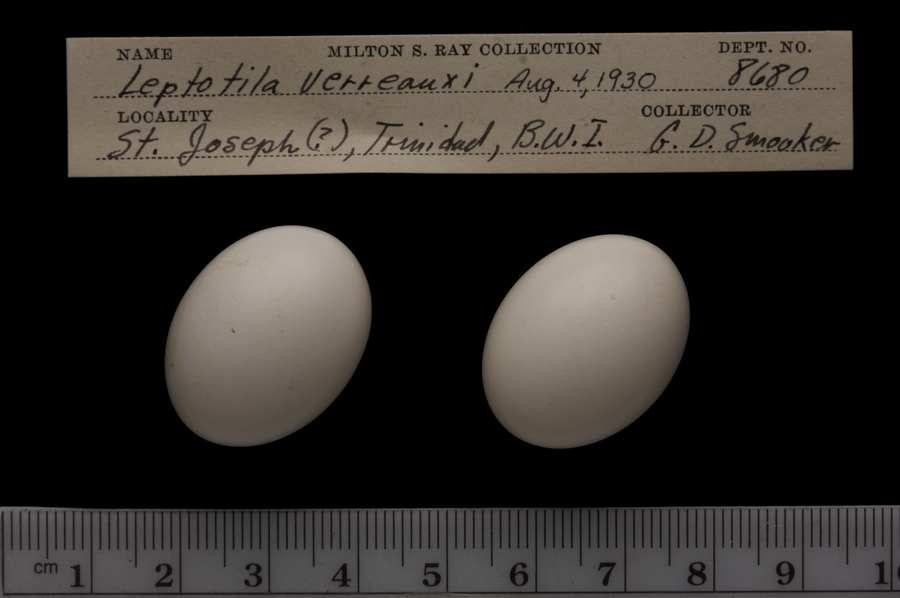 NAME MILTON S. RAY COLLECTION DEPT. NO.
Leptotila verreauxi Aug. 4, 1930 8680
LOCALITY COLLECTOR
St. Joseph (?), Trinidad, B.W.I. G. D. Smooker
cm 1 2 3 4 5 6 7 8 9 1